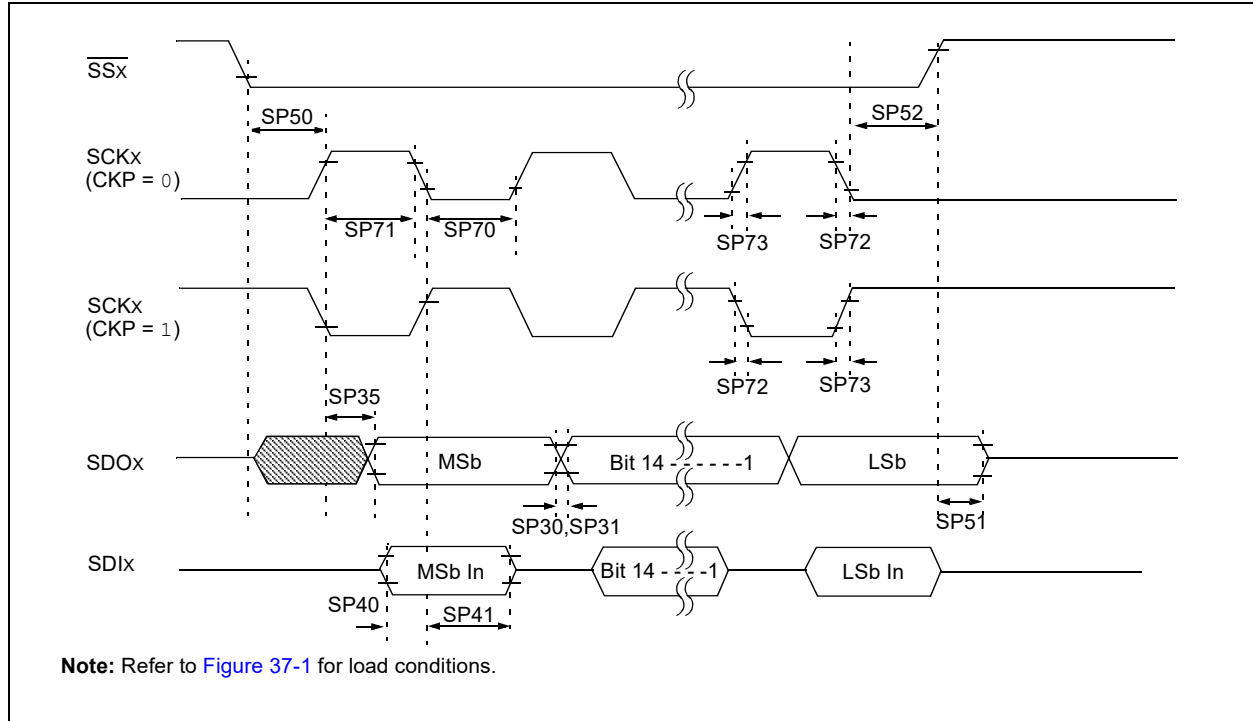 SSx
SP50
SP52
SCKx
(CKP = 0)
SP71
SP70
SP73
SP72
SCKx
(CKP = 1)
SP72
SP73
SP35
SDOx
MSb
Bit 14 - - - - - -1
LSb
SP30,SP31
SP51
SDIx
MSb In
Bit 14 - - - - -1
LSb In
SP40
SP41
Note: Refer to Figure 37-1 for load conditions.